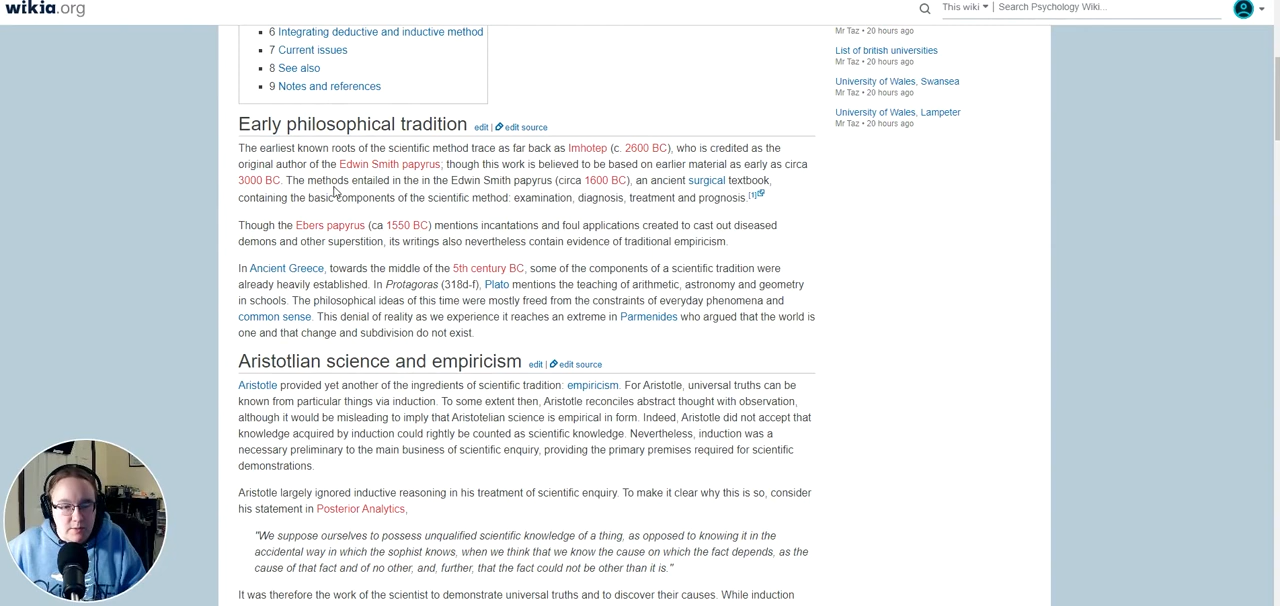 wikia.org
This wiki
Search Psychology Wiki...
6 Integrating deductive and inductive method
7 Current issues
8 See also
9 Notes and references
Mr Taz • 20 hours ago
List of british universities
Mr Taz • 20 hours ago
University of Wales, Swansea
Mr Taz • 20 hours ago
University of Wales, Lampeter
Mr Taz • 20 hours ago
Early philosophical tradition edit | edit source
The earliest known roots of the scientific method trace as far back as Imhotep (c. 2600 BC), who is credited as the
original author of the Edwin Smith papyrus; though this work is believed to be based on earlier material as early as circa
3000 BC. The methods entailed in the in the Edwin Smith papyrus (circa 1600 BC), an ancient surgical textbook,
containing the basic components of the scientific method: examination, diagnosis, treatment and prognosis.[1]
Though the Ebers papyrus (ca 1550 BC) mentions incantations and foul applications created to cast out diseased
demons and other superstition, its writings also nevertheless contain evidence of traditional empiricism.
In Ancient Greece, towards the middle of the 5th century BC, some of the components of a scientific tradition were
already heavily established. In Protagoras (318d-f), Plato mentions the teaching of arithmetic, astronomy and geometry
in schools. The philosophical ideas of this time were mostly freed from the constraints of everyday phenomena and
common sense. This denial of reality as we experience it reaches an extreme in Parmenides who argued that the world is
one and that change and subdivision do not exist.
Aristotlian science and empiricism edit | edit source
Aristotle provided yet another of the ingredients of scientific tradition: empiricism. For Aristotle, universal truths can be
known from particular things via induction. To some extent then, Aristotle reconciles abstract thought with observation,
although it would be misleading to imply that Aristotelian science is empirical in form. Indeed, Aristotle did not accept that
knowledge acquired by induction could rightly be counted as scientific knowledge. Nevertheless, induction was a
necessary preliminary to the main business of scientific enquiry, providing the primary premises required for scientific
demonstrations.
Aristotle largely ignored inductive reasoning in his treatment of scientific enquiry. To make it clear why this is so, consider
his statement in Posterior Analytics,
"We suppose ourselves to possess unqualified scientific knowledge of a thing, as opposed to knowing it in the
accidental way in which the sophist knows, when we think that we know the cause on which the fact depends, as the
cause of that fact and of no other, and, further, that the fact could not be other than it is."
It was therefore the work of the scientist to demonstrate universal truths and to discover their causes. While induction